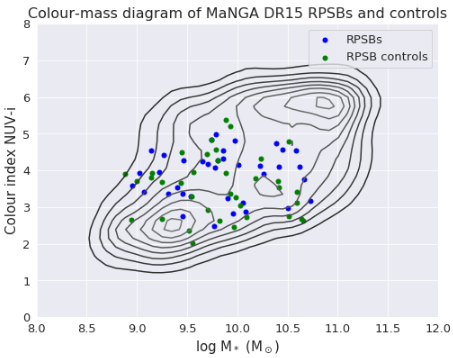 Colour-mass diagram of MaNGA DR15 RPSBs and controls
8
7
6
5
4
3
2
1
0
Colour index NUV-i
RPSBs
RPSB controls
8.0 8.5 9.0 9.5 10.0 10.5 11.0 11.5 12.0
log M* (M⊙)